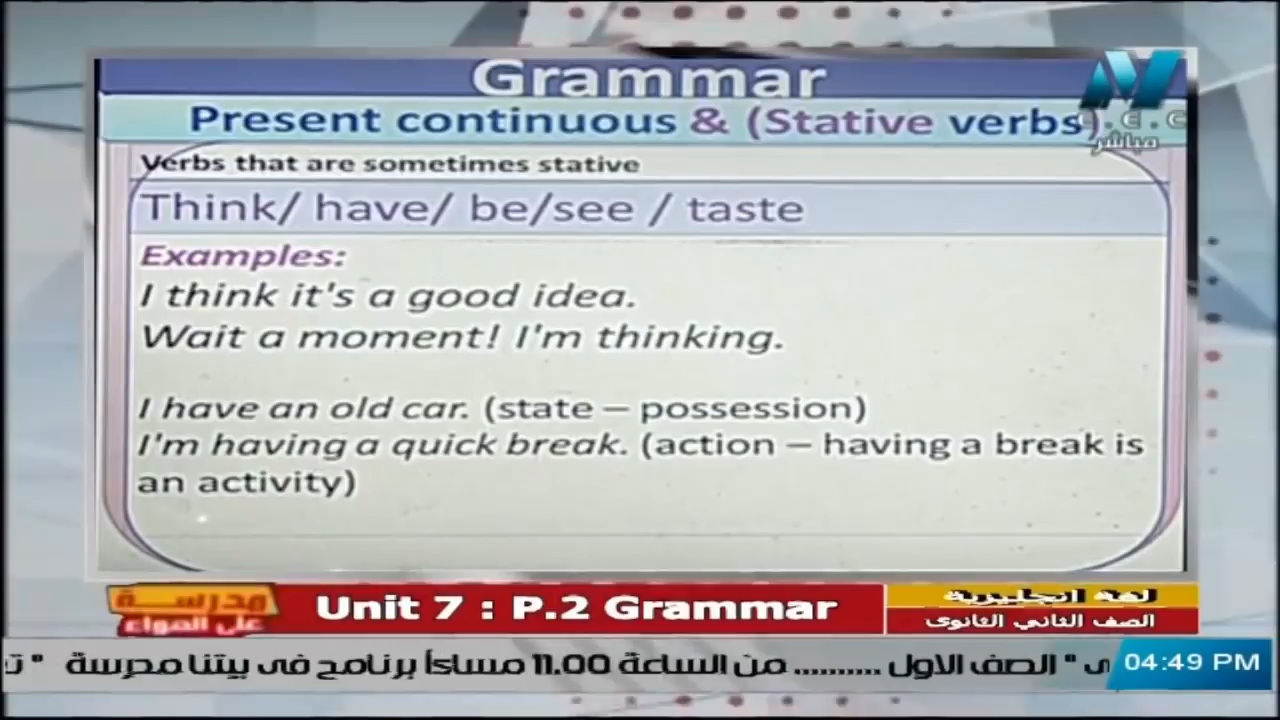 Grammar
Present continuous & (Stative verbs).
E.C
مباشر
Verbs that are sometimes stative
Think/ have/ be/see / taste
Examples:
I think it's a good idea.
Wait a moment! I'm thinking.
I have an old car. (state – possession)
I'm having a quick break. (action – having a break is
an activity)
مدرسة
على الهواء
Unit 7 : P.2 Grammar
لغة انجليزية
الصف الثاني الثانوى
ى " الصف الاول .......... من الساعة 11.00 مساءاً برنامج فى بيتنا مدرسة "
04:49 PM